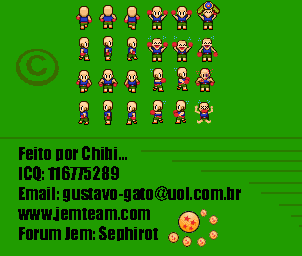 ©
Feito por Chibi...
ICQ: 116775289
Email: gustavo-gato@uol.com.br
www.jemteam.com
Forum Jem: Sephirot